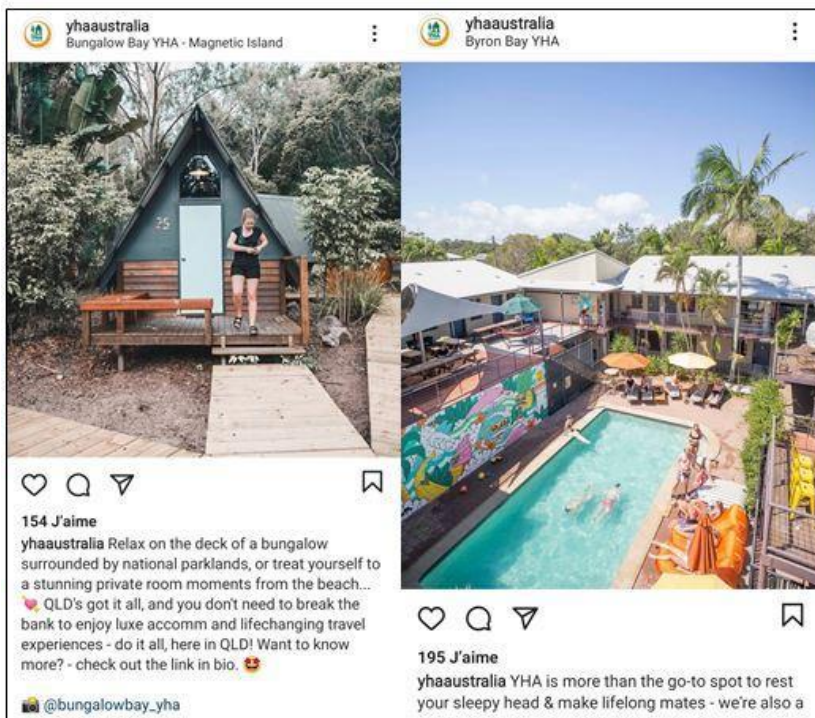 yhaaustralia
Bungalow Bay YHA - Magnetic Island
75
154 J'aime
yhaaustralia Relax on the deck of a bungalow
surrounded by national parklands, or treat yourself to
a stunning private room moments from the beach...
💘 QLD's got it all, and you don't need to break the
bank to enjoy luxe accomm and lifechanging travel
experiences - do it all, here in QLD! Want to know
more? - check out the link in bio. 🤩
📸 @bungalowbay_yha
yhaaustralia
Byron Bay YHA
195 J'aime
yhaaustralia YHA is more than the go-to spot to rest
your sleepy head & make lifelong mates - we're also a